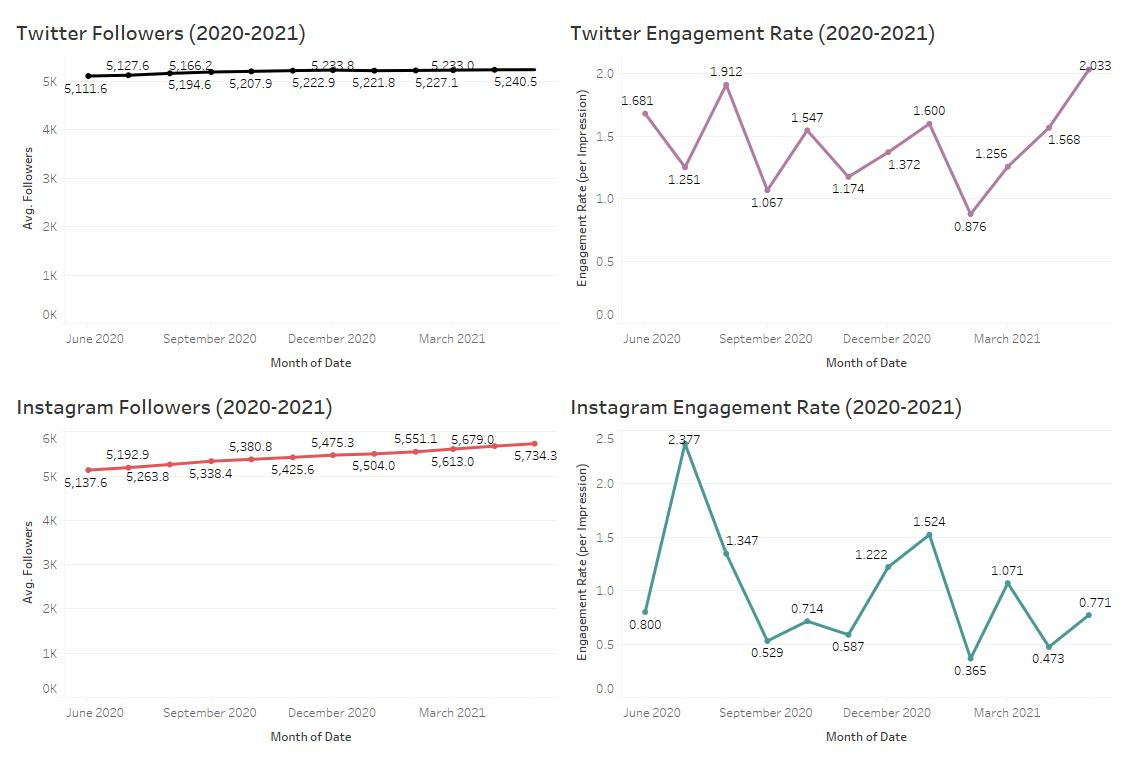 Twitter Followers (2020-2021)
5,127.6 5,166.2 5,233.8 5,233.0
5K
5,111.6 5,194.6 5,207.9 5,222.9 5,221.8 5,227.1 5,240.5
4K
3K
2K
1K
0K
Avg. Followers
June 2020 September 2020 December 2020 March 2021
Month of Date
Twitter Engagement Rate (2020-2021)
2.033
2.0
1.912
1.681
1.600
1.547
1.5
1.568
1.256
1.372
1.251
1.174
1.0
1.067
0.876
0.5
0.0
Engagement Rate (per Impression)
June 2020 September 2020 December 2020 March 2021
Month of Date
Instagram Followers (2020-2021)
6K
5,192.9 5,380.8 5,475.3 5,551.1 5,679.0
5K
5,137.6 5,263.8 5,338.4 5,425.6 5,504.0 5,613.0 5,734.3
4K
3K
2K
1K
0K
Avg. Followers
June 2020 September 2020 December 2020 March 2021
Month of Date
Instagram Engagement Rate (2020-2021)
2.5
2.377
2.0
1.5
1.524
1.347
1.222
1.071
1.0
0.800
0.714
0.771
0.5
0.529
0.587
0.473
0.365
0.0
Engagement Rate (per Impression)
June 2020 September 2020 December 2020 March 2021
Month of Date